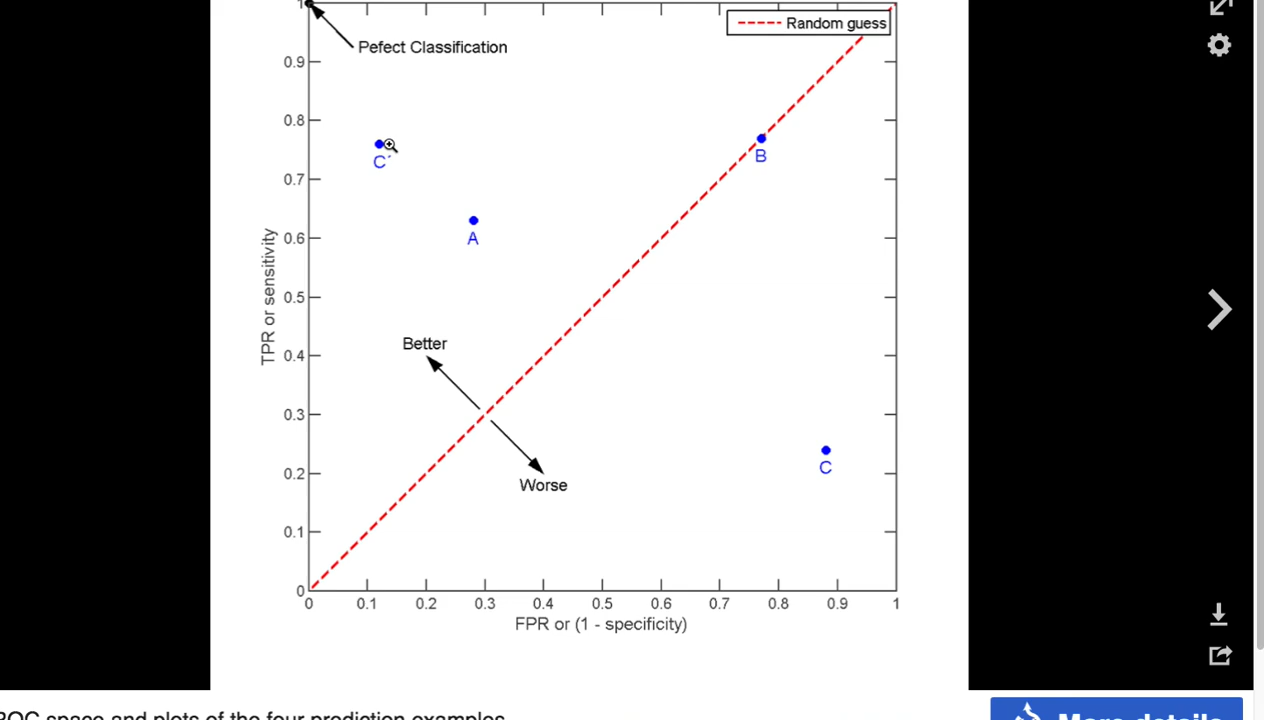 1
Random guess
Pefect Classification
0.9
0.8
C´
B
0.7
A
0.6
TPR or sensitivity
0.5
Better
0.4
0.3
C
0.2
Worse
0.1
0
0 0.1 0.2 0.3 0.4 0.5 0.6 0.7 0.8 0.9 1
FPR or (1 - specificity)
ROC space and plots of the four prediction examples
More details